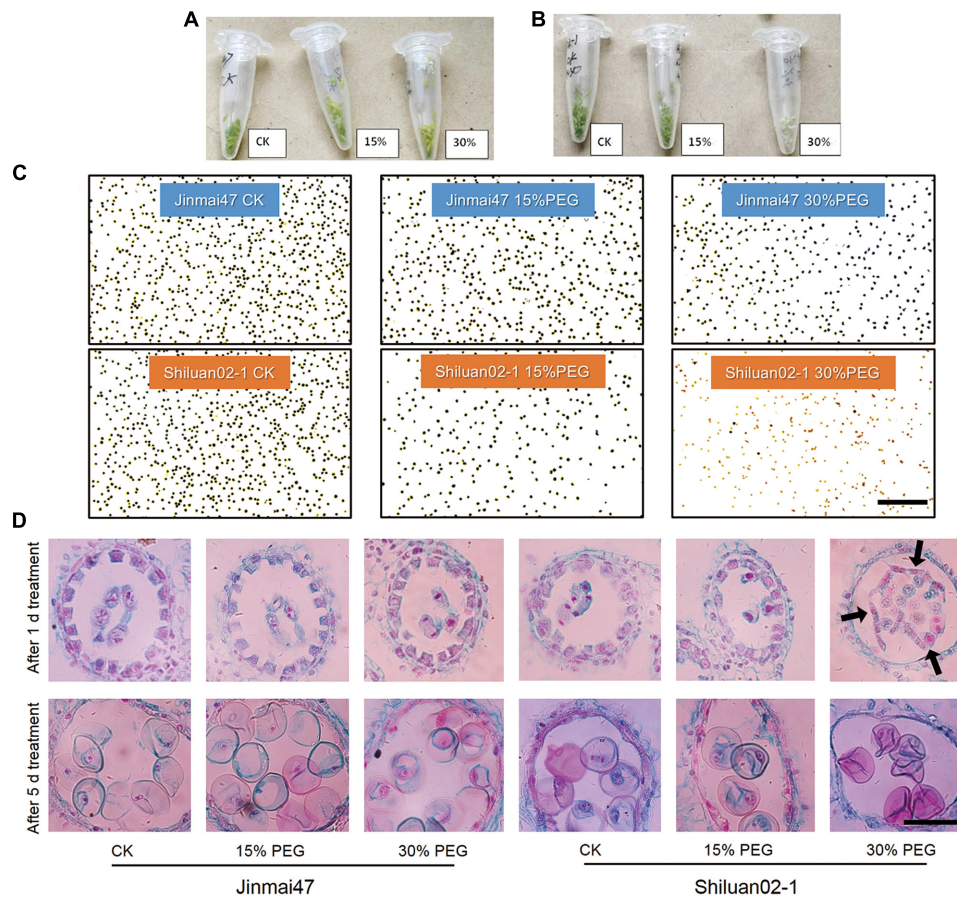 A
B
CK
15%
30%
CK
15%
30%
C
Jinmai47 CK
Jinmai47 15%PEG
Jinmai47 30%PEG
Shiluan02-1 CK
Shiluan02-1 15%PEG
Shiluan02-1 30%PEG
D
After 1 d treatment
After 5 d treatment
CK
15% PEG
30% PEG
CK
15% PEG
30% PEG
Jinmai47
Shiluan02-1